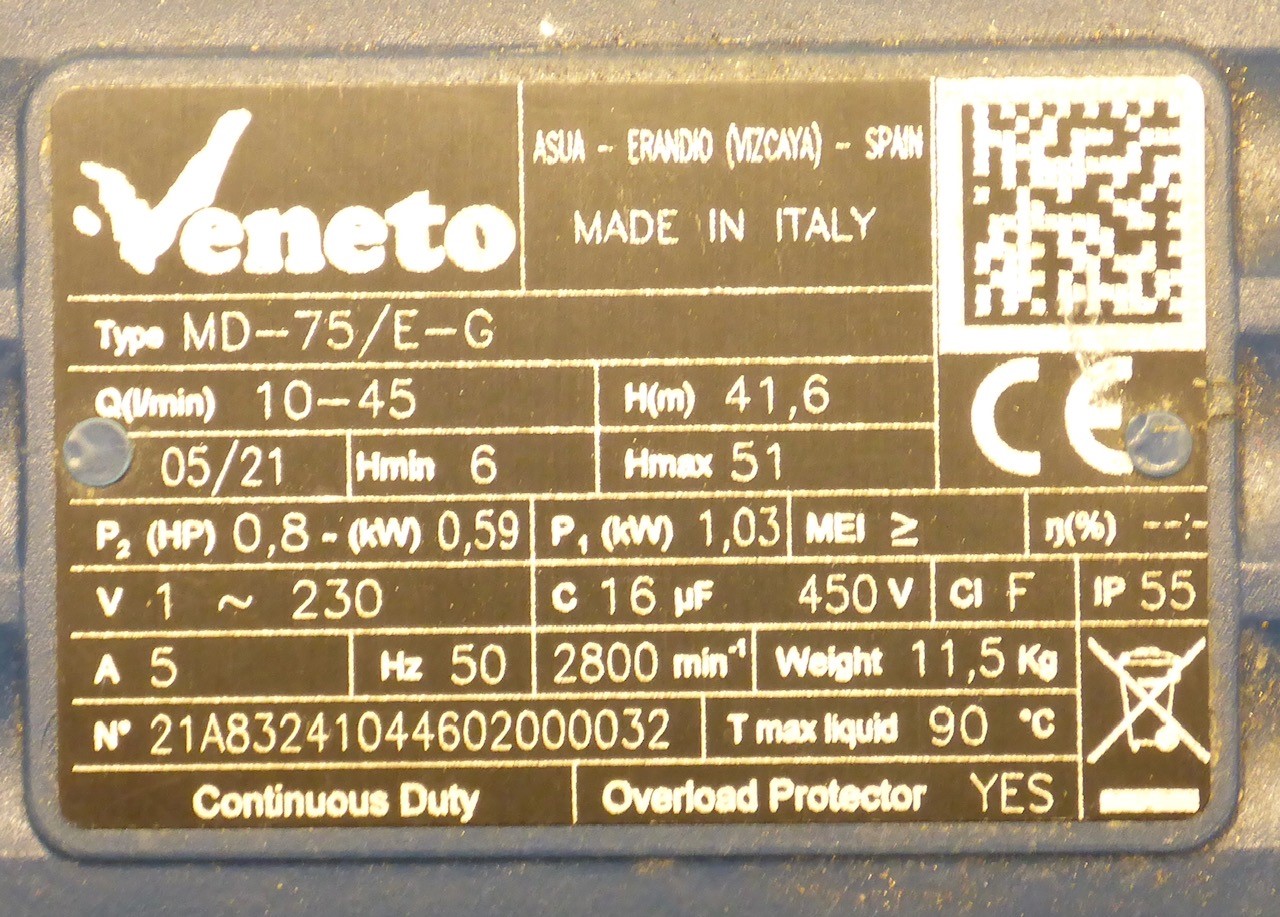 Veneto
ASUA - ERANDIO (VIZCAYA) - SPAIN
MADE IN ITALY
Type MD-75/E-G
Q(l/min) 10-45 H(m) 41,6
05/21 Hmin 6 Hmax 51
CE
P₂ (HP) 0,8 - (kW) 0,59 P₁ (kW) 1,03 MEI ≥ η(%) --:-
V 1 ~ 230 C 16 µF 450 V Cl F IP 55
A 5 Hz 50 2800 min⁻¹ Weight 11,5 Kg
N° 21A83241044602000032 T max liquid 90 °C
Continuous Duty Overload Protector YES